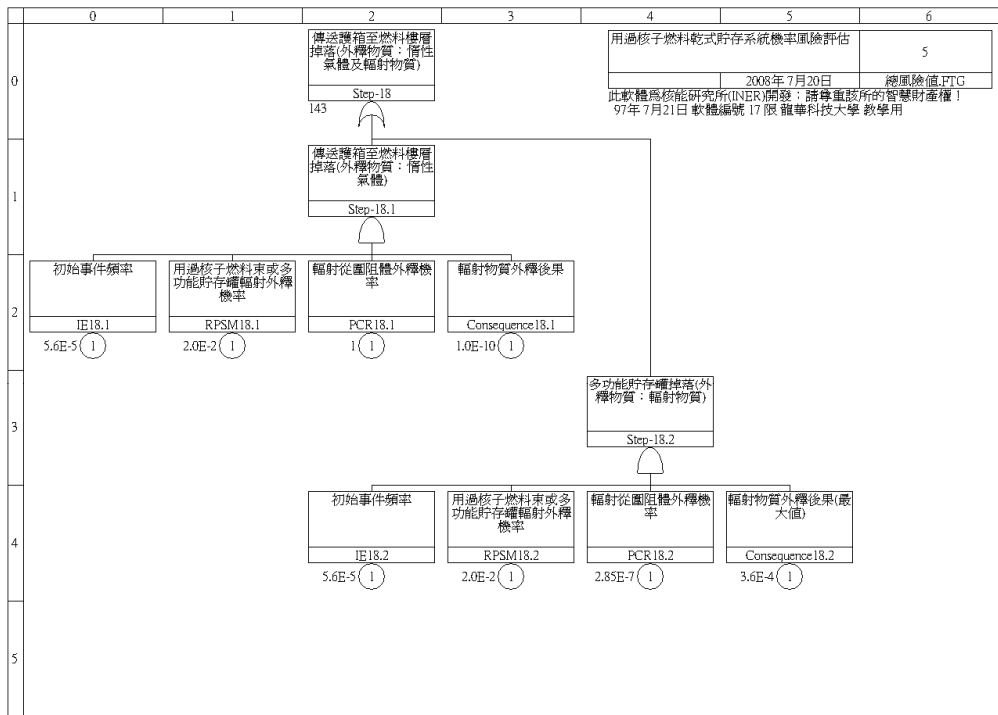 0 1 2 3 4 5 6
0
1
2
3
4
5
傳送護箱至燃料樓層
掉落(外釋物質：惰性
氣體及輻射物質)
Step-18
143
用過核子燃料乾式貯存系統機率風險評估
5
2008年7月20日
總風險值.FTG
此軟體為核能研究所(INER)開發；請尊重該所的智慧財產權！
97年 7月21日 軟體編號 17 限 龍華科技大學 教學用
傳送護箱至燃料樓層
掉落(外釋物質：惰性
氣體)
Step-18.1
初始事件頻率
IE18.1
5.6E-5
1
用過核子燃料束或多
功能貯存罐輻射外釋
機率
RPSM18.1
2.0E-2
1
輻射從圍阻體外釋機
率
PCR18.1
1
1
輻射物質外釋後果
Consequence18.1
1.0E-10
1
多功能貯存罐掉落(外
釋物質：輻射物質)
Step-18.2
初始事件頻率
IE18.2
5.6E-5
1
用過核子燃料束或多
功能貯存罐輻射外釋
機率
RPSM18.2
2.0E-2
1
輻射從圍阻體外釋機
率
PCR18.2
2.85E-7
1
輻射物質外釋後果(最
大值)
Consequence18.2
3.6E-4
1